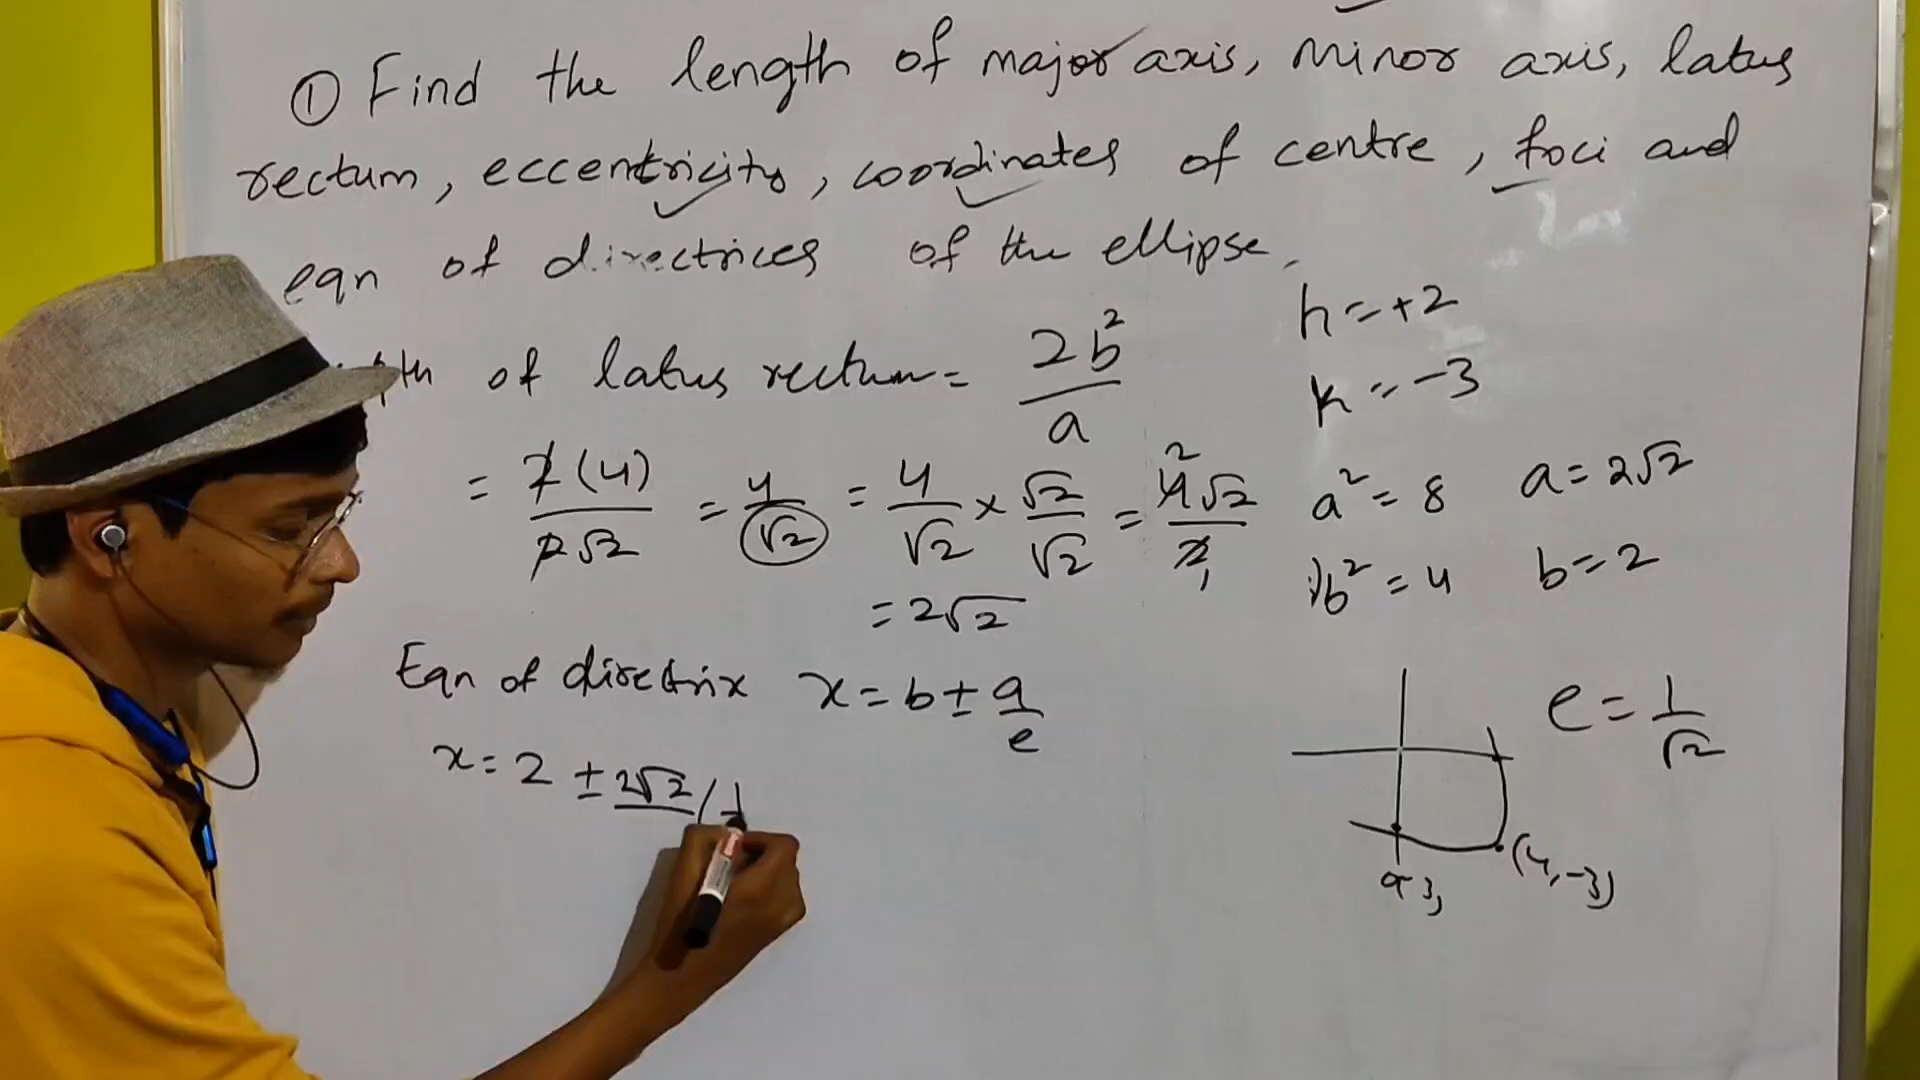 ① Find the length of major axis, minor axis, latus
rectum, eccentricity, coordinates of centre, foci and
eqn of directrices of the ellipse.
h = +2
of latus rectum = 2b²/a
k = -3
= 2(4)/2√2 = 4/√2 = 4/√2 × √2/√2 = 4√2/2
a² = 8 a = 2√2
b² = 4 b = 2
= 2√2
Eqn of directrix x = b ± a/e
e = 1/√2
x = 2 ± 2√2 / 1
(4, -3)